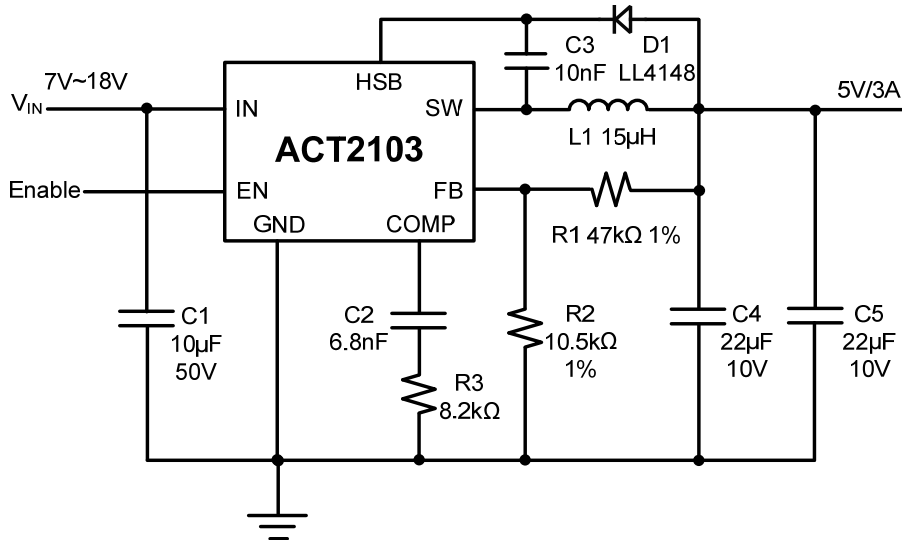 C3
10nF
D1
LL4148
7V~18V
HSB
5V/3A
VIN
IN
SW
L1 15µH
ACT2103
Enable
EN
FB
GND
COMP
R1 47kΩ 1%
C1
10µF
50V
C2
6.8nF
R2
10.5kΩ
1%
C4
22µF
10V
C5
22µF
10V
R3
8.2kΩ